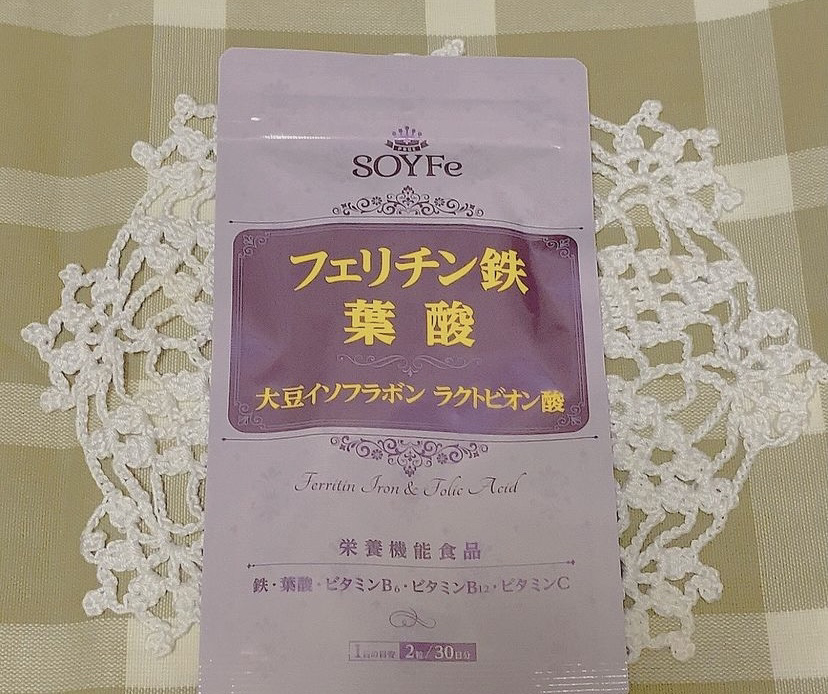 SOYFe
フェリチン鉄
葉酸
大豆イソフラボン ラクトビオン酸
Ferritin Iron & Folic Acid
栄養機能食品
鉄・葉酸・ビタミンB6・ビタミンB12・ビタミンC
1日の目安 2粒/30日分